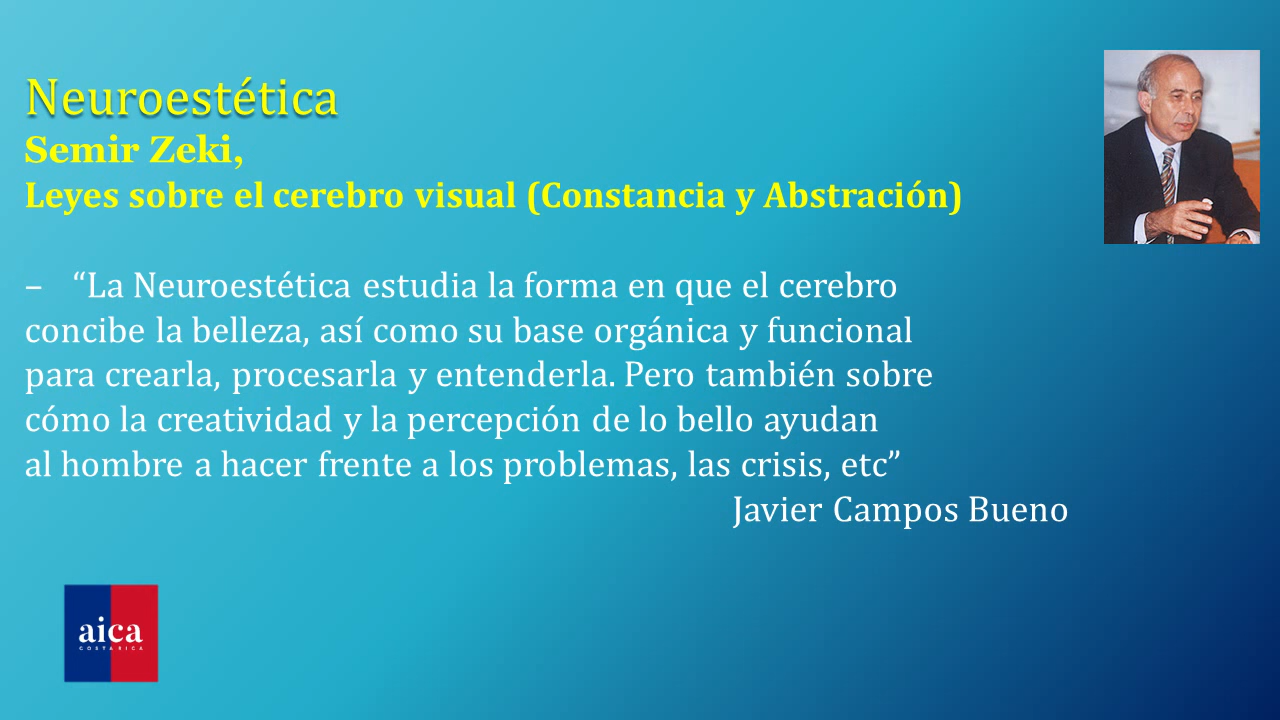 Neuroestética
Semir Zeki,
Leyes sobre el cerebro visual (Constancia y Abstración)
– “La Neuroestética estudia la forma en que el cerebro
concibe la belleza, así como su base orgánica y funcional
para crearla, procesarla y entenderla. Pero también sobre
cómo la creatividad y la percepción de lo bello ayudan
al hombre a hacer frente a los problemas, las crisis, etc”
Javier Campos Bueno
aica
COSTA RICA